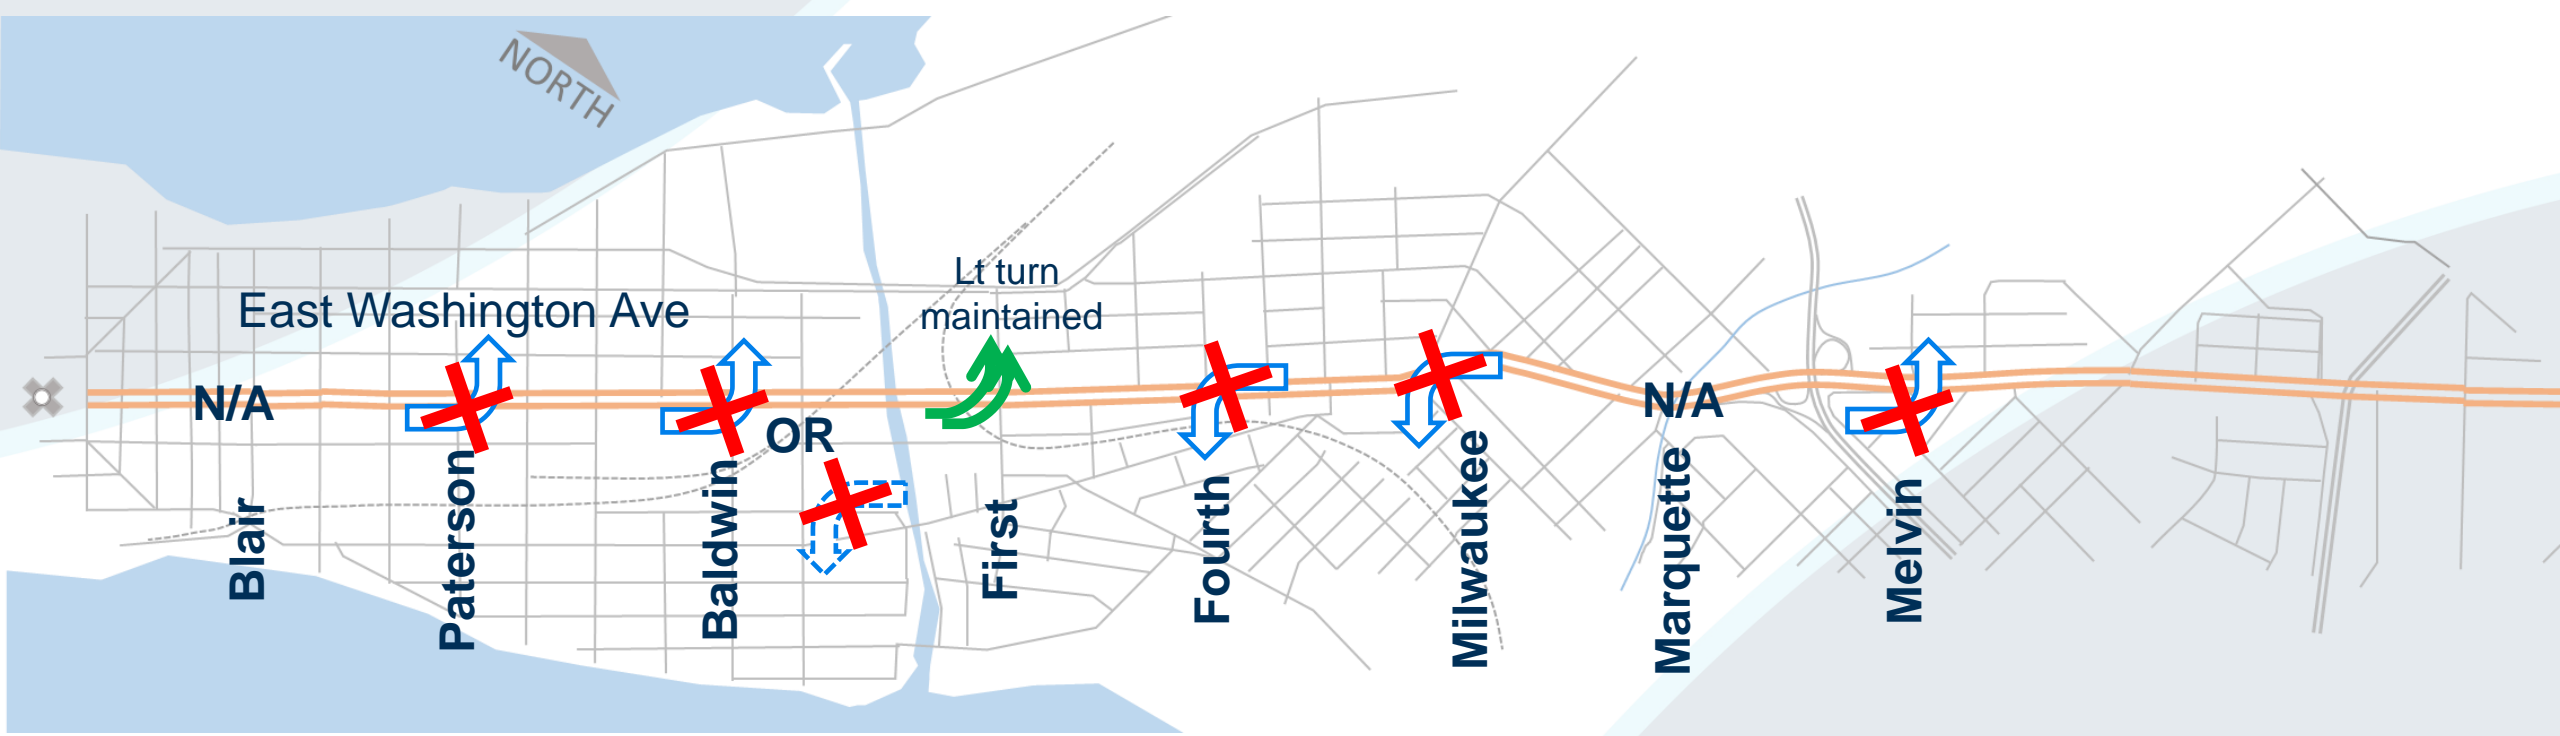 NORTH
Lt turn
maintained
East Washington Ave
N/A
OR
N/A
Blair
Paterson
Baldwin
First
Fourth
Milwaukee
Marquette
Melvin